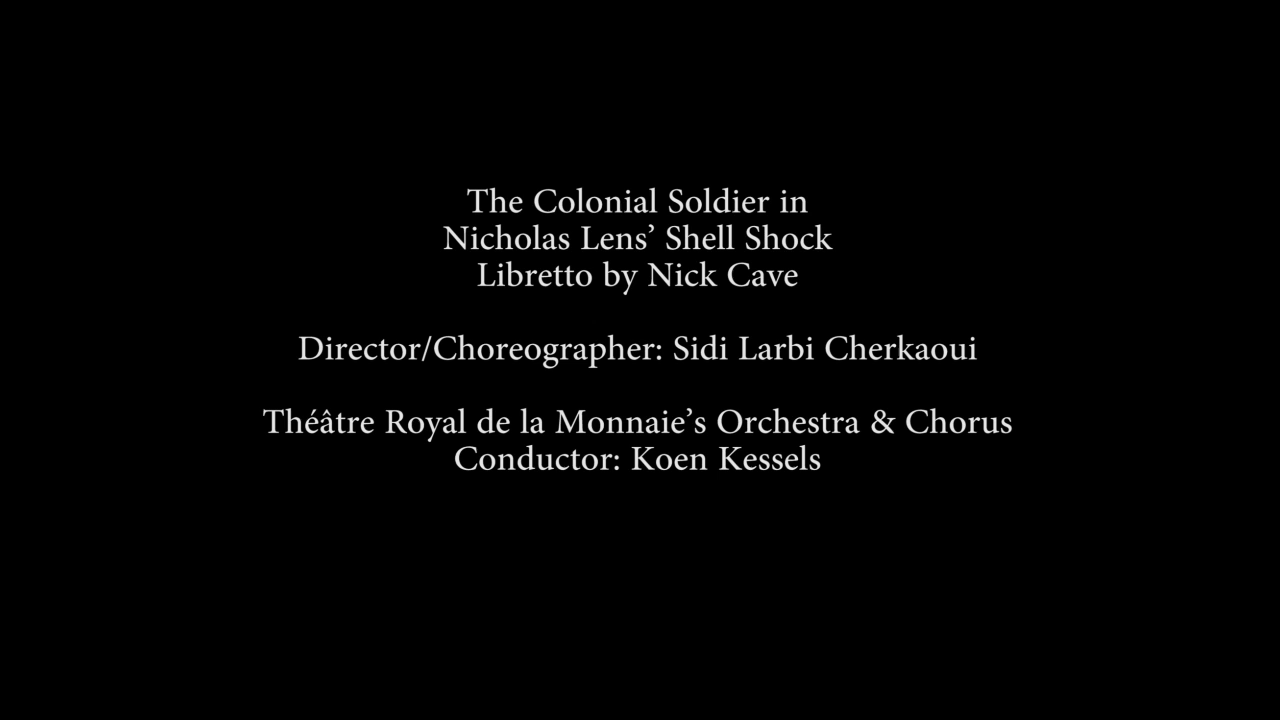 The Colonial Soldier in
Nicholas Lens’ Shell Shock
Libretto by Nick Cave
Director/Choreographer: Sidi Larbi Cherkaoui
Théâtre Royal de la Monnaie’s Orchestra & Chorus
Conductor: Koen Kessels